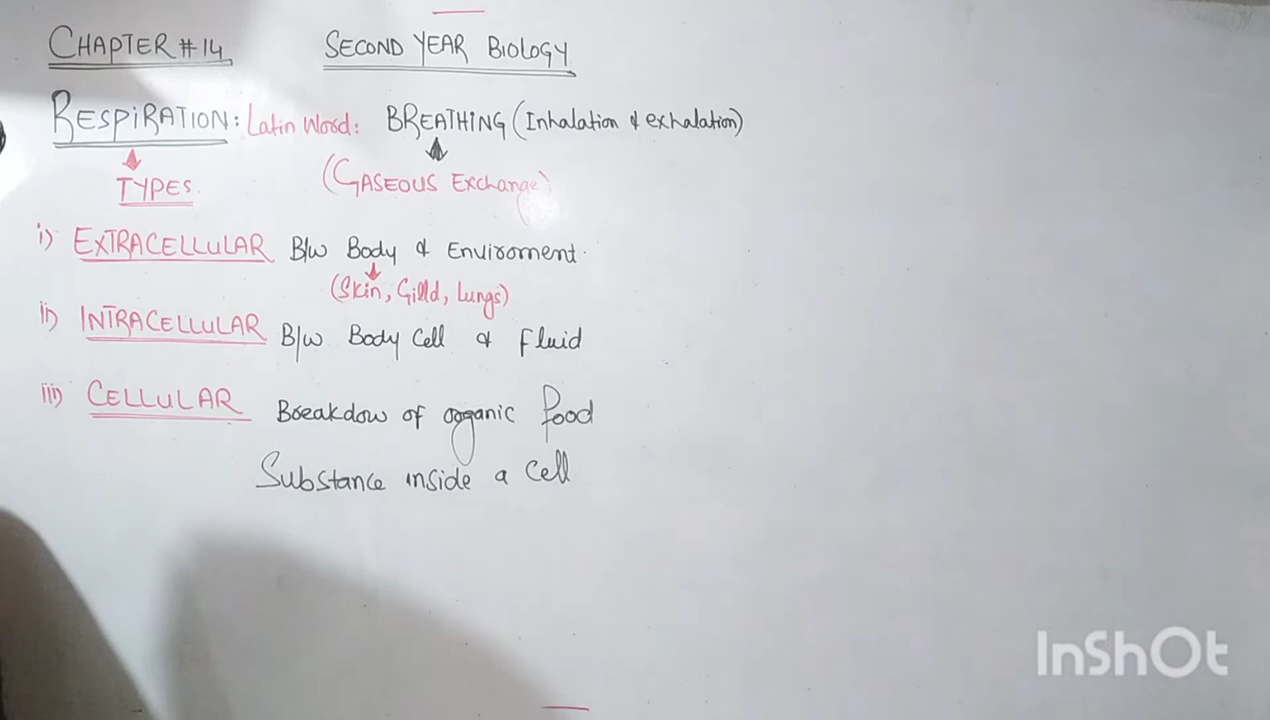 CHAPTER # 14 SECOND YEAR BIOLOGY
RESPIRATION: Latin Word: BREATHING (Inhalation & exhalation)
TYPES (GASEOUS Exchange)
i) EXTRACELLULAR B/w Body & Enviroment.
(Skin, Gilld, Lungs)
ii) INTRACELLULAR B/w Body Cell & Fluid
iii) CELLULAR Breakdow of organic food
Substance inside a cell
InShOt